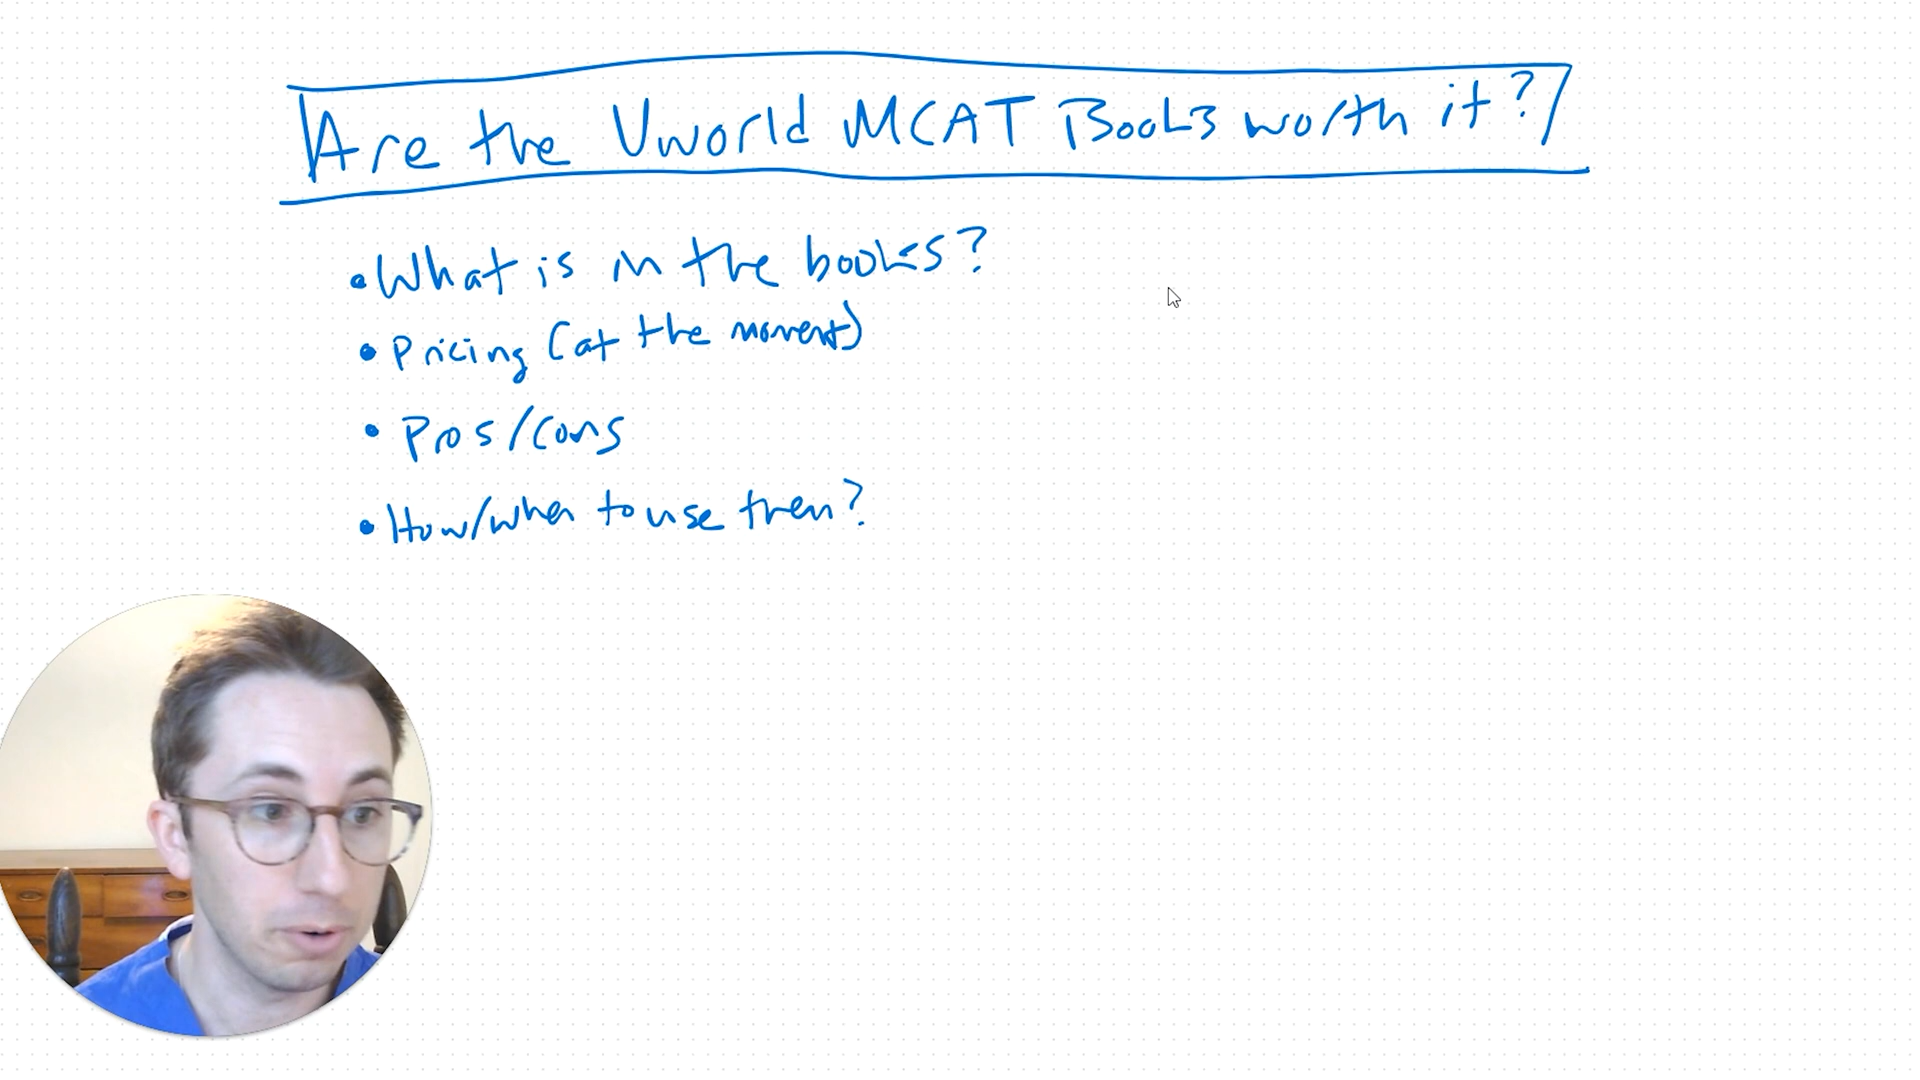 Are the Uworld MCAT Books worth it?
• What is in the books?
• Pricing (at the moment)
• Pros/Cons
• How/when to use them?